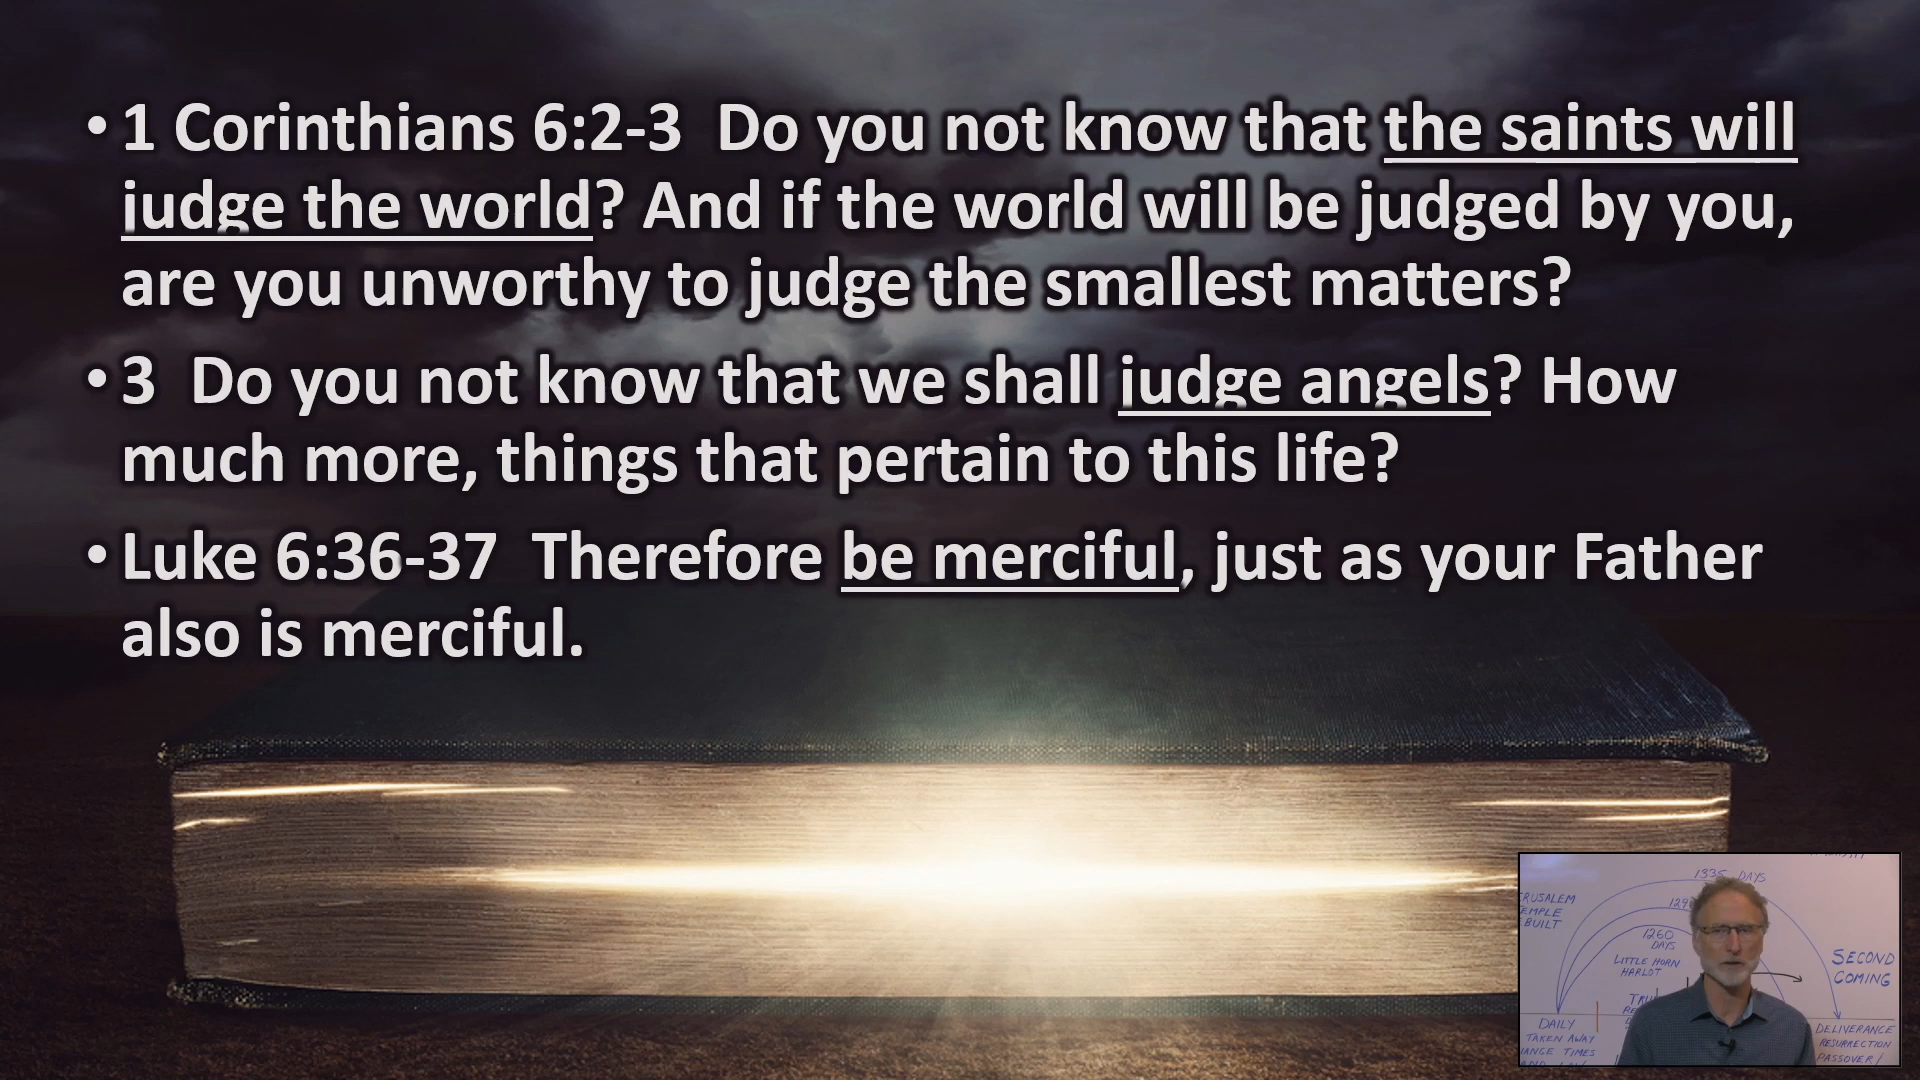 • 1 Corinthians 6:2-3  Do you not know that the saints will
judge the world? And if the world will be judged by you,
are you unworthy to judge the smallest matters?
• 3  Do you not know that we shall judge angels? How
much more, things that pertain to this life?
• Luke 6:36-37  Therefore be merciful, just as your Father
also is merciful.
1335 DAYS
1260
DAYS
LITTLE HORN
HARLOT
TEMPLE
BUILT
SECOND
COMING
DAILY
TAKEN AWAY
TIMES
DELIVERANCE
RESURRECTION
PASSOVER/